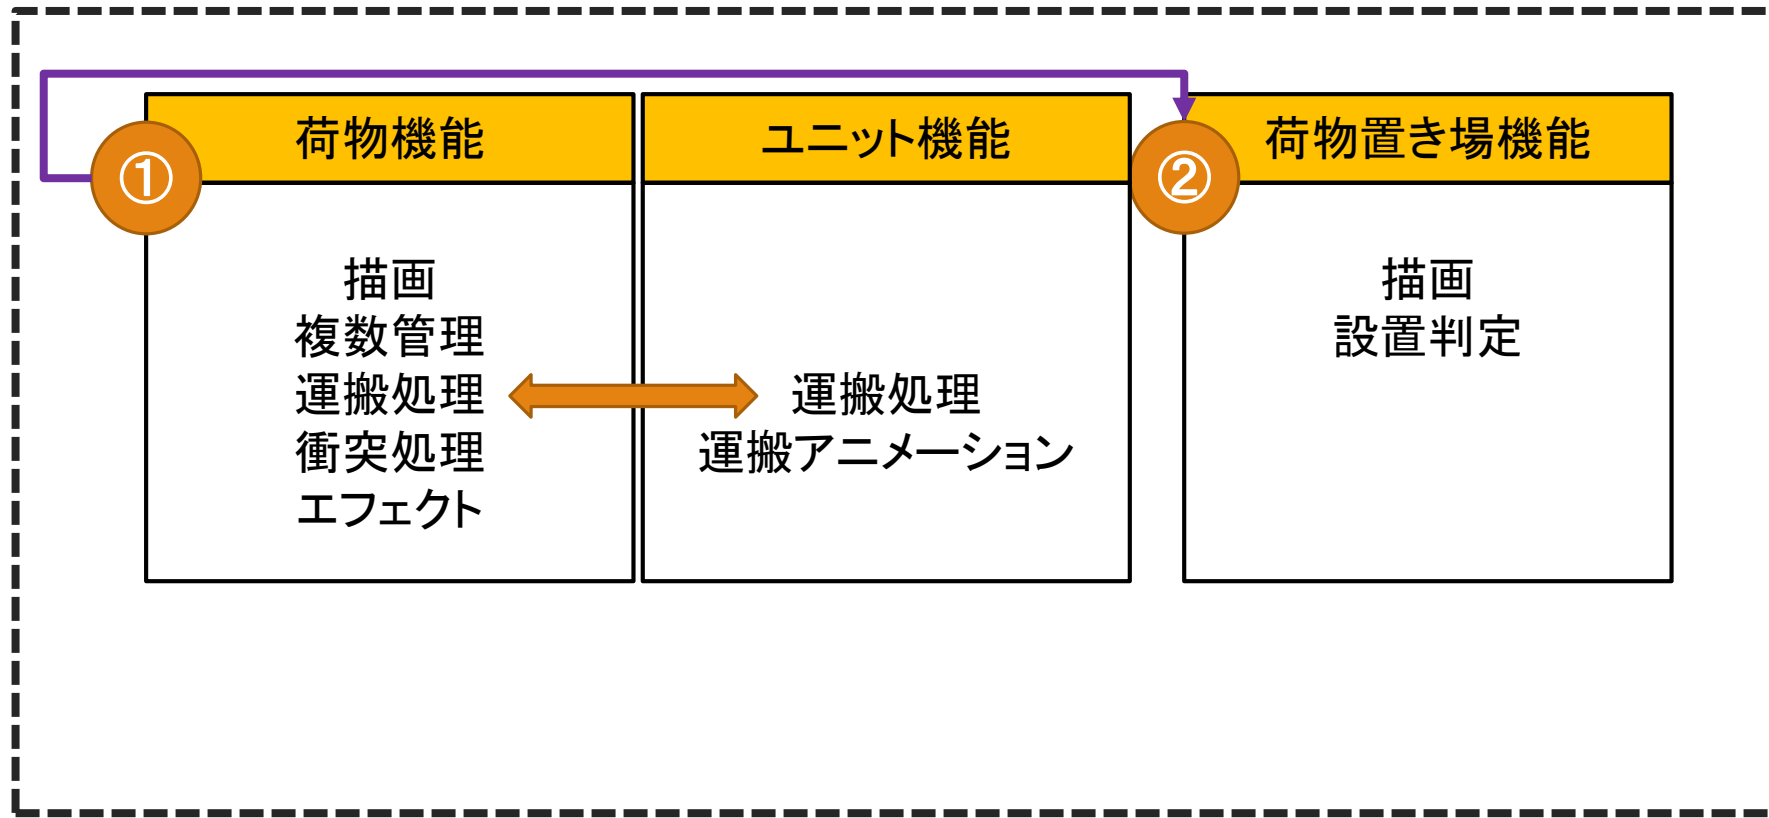 ①
荷物機能
描画
複数管理
運搬処理
衝突処理
エフェクト
ユニット機能
運搬処理
運搬アニメーション
②
荷物置き場機能
描画
設置判定